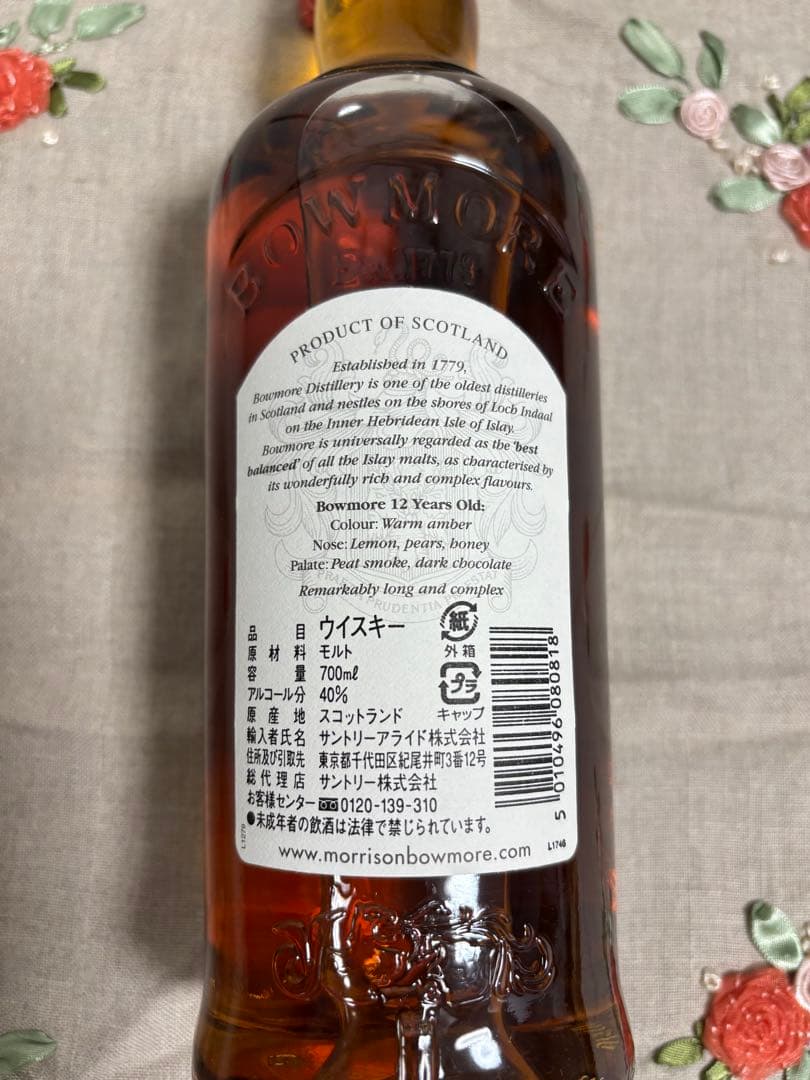 BOWMORE
PRODUCT OF SCOTLAND
Established in 1779,
Bowmore Distillery is one of the oldest distilleries
in Scotland and nestles on the shores of Loch Indaal
on the Inner Hebridean Isle of Islay.
Bowmore is universally regarded as the 'best
balanced' of all the Islay malts, as characterised by
its wonderfully rich and complex flavours.
Bowmore 12 Years Old:
Colour: Warm amber
Nose: Lemon, pears, honey
Palate: Peat smoke, dark chocolate
Remarkably long and complex
品目 ウイスキー
原材料 モルト
容量 700mℓ
アルコール分 40%
原産地 スコットランド
輸入者氏名 サントリーアライド株式会社
住所及び引取先 東京都千代田区紀尾井町3番12号
総代理店 サントリー株式会社
お客様センター 0120-139-310
●未成年者の飲酒は法律で禁じられています。
紙
外箱
プラ
キャップ
5 010496 080818
L1279
L1746
www.morrisonbowmore.com